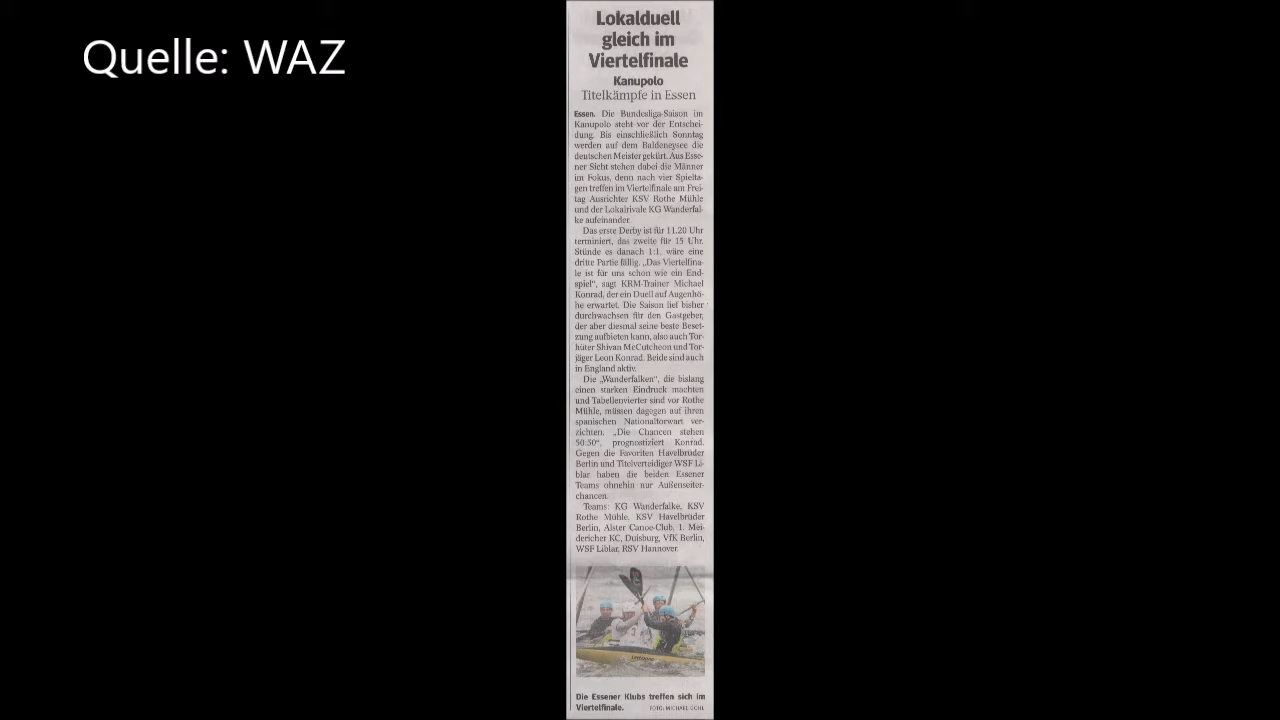 Quelle: WAZ
Lokalduell
gleich im
Viertelfinale
Kanupolo
Titelkämpfe in Essen
Essen. Die Bundesliga-Saison im
Kanupolo steht vor der Entschei-
dung. Bis einschließlich Sonntag
werden auf dem Baldeneysee die
deutschen Meister gekürt. Aus Esse-
ner Sicht stehen dabei die Männer
im Fokus, denn nach vier Spielta-
gen treffen im Viertelfinale am Frei-
tag Ausrichter KSV Rothe Mühle
und der Lokalrivale KG Wanderfal-
ke aufeinander.
Das erste Derby ist für 11.20 Uhr
terminiert, das zweite für 15 Uhr.
Stünde es danach 1:1, wäre eine
dritte Partie fällig. „Das Viertelfina-
le ist für uns schon wie ein End-
spiel“, sagt KRM-Trainer Michael
Konrad, der ein Duell auf Augenhö-
he erwartet. Die Saison lief bisher
durchwachsen für den Gastgeber,
der aber diesmal seine beste Beset-
zung aufbieten kann, also auch Tor-
hüter Shivan McCutcheon und Tor-
jäger Leon Konrad. Beide sind auch
in England aktiv.
Die „Wanderfalken“, die bislang
einen starken Eindruck machten
und Tabellenvierter sind vor Rothe
Mühle, müssen dagegen auf ihren
spanischen Nationaltorwart ver-
zichten. „Die Chancen stehen
50:50“, prognostiziert Konrad.
Gegen die Favoriten Havelbrüder
Berlin und Titelverteidiger WSF Li-
blar haben die beiden Essener
Teams ohnehin nur Außenseiter-
chancen.
Teams: KG Wanderfalke, KSV
Rothe Mühle, KSV Havelbrüder
Berlin, Alster Canoe-Club, 1. Mei-
dericher KC, Duisburg, VfK Berlin,
WSF Liblar, RSV Hannover.
Die Essener Klubs treffen sich im
Viertelfinale. FOTO: MICHAEL GOHL